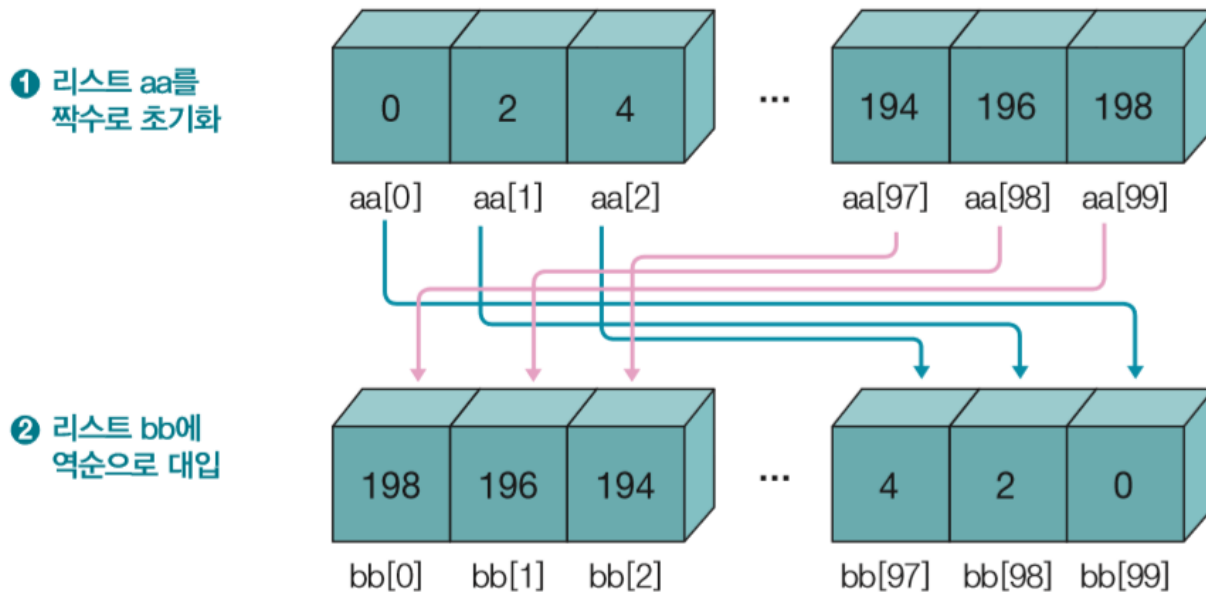 ❶ 리스트 aa를
짝수로 초기화
0 2 4 ... 194 196 198
aa[0] aa[1] aa[2] aa[97] aa[98] aa[99]
❷ 리스트 bb에
역순으로 대입
198 196 194 ... 4 2 0
bb[0] bb[1] bb[2] bb[97] bb[98] bb[99]